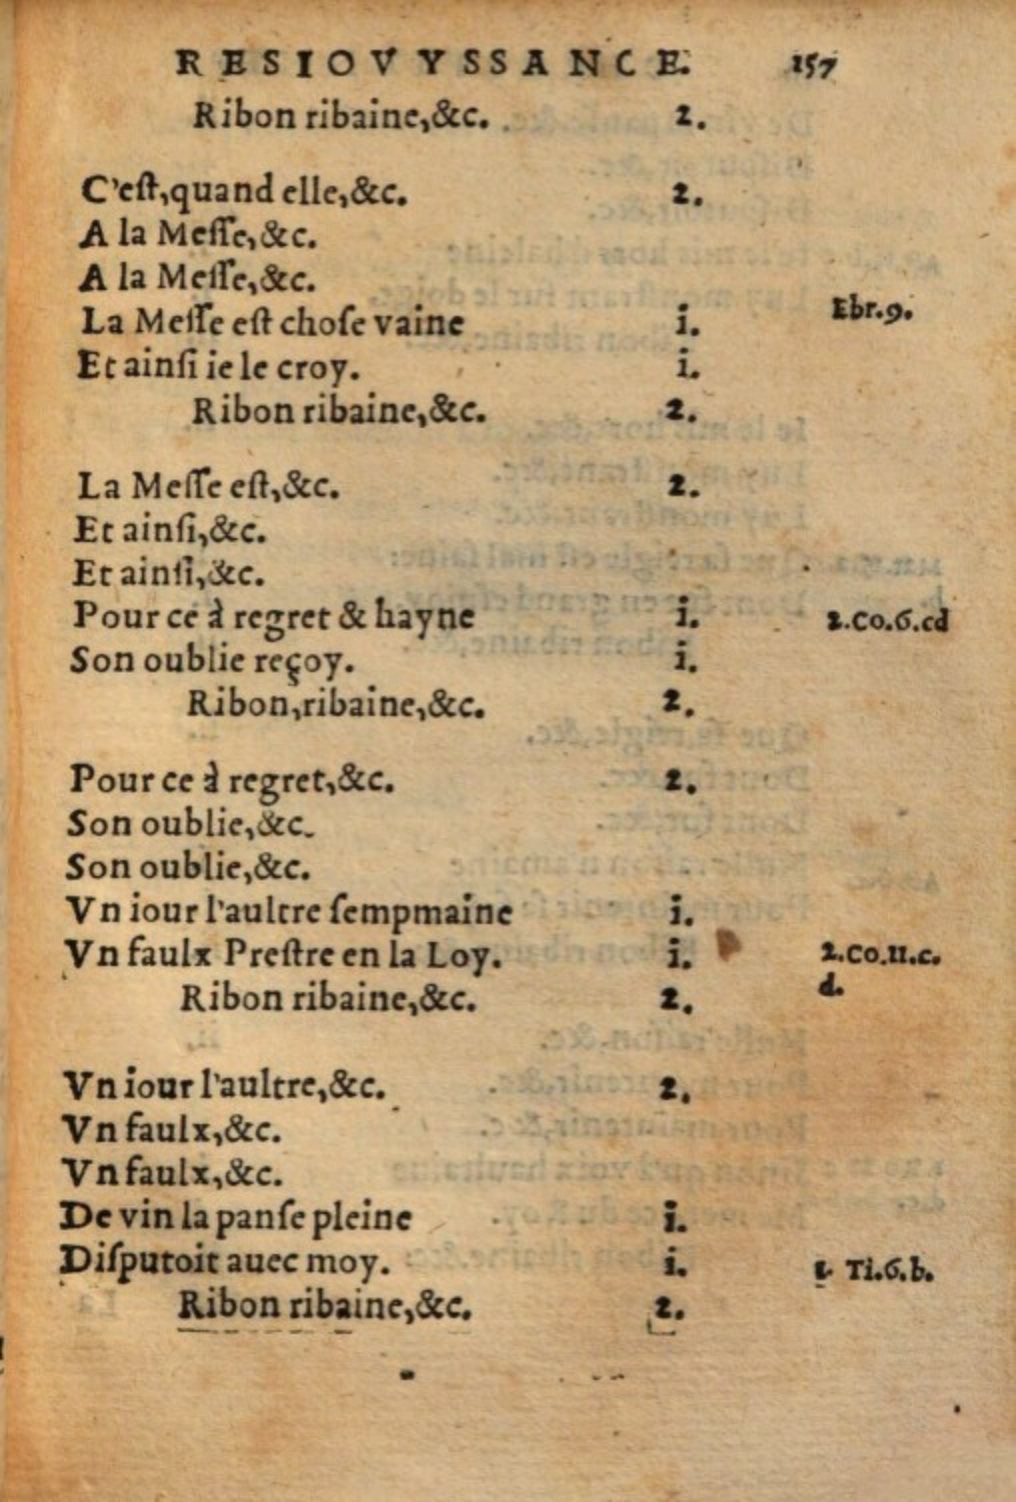 RESIOVYSSANCE. 157
Ribon ribaine,&c. 2.
C'eſt,quand elle,&c. 2.
A la Meſſe,&c.
A la Meſſe,&c.
La Meſſe eſt choſe vaine i. Ebr.9.
Et ainſi ie le croy. i.
Ribon ribaine,&c. 2.
La Meſſe eſt,&c. 2.
Et ainſi,&c.
Et ainſi,&c.
Pour ce à regret & hayne i. 2.Co.6.cd
Son oublie reçoy. i.
Ribon,ribaine,&c. 2.
Pour ce à regret,&c. 2.
Son oublie,&c.
Son oublie,&c.
Vn iour l'aultre ſempmaine i.
Vn faulx Preſtre en la Loy. i. 2.Co.11.c.
Ribon ribaine,&c. 2. d.
Vn iour l'aultre,&c. 2.
Vn faulx,&c.
Vn faulx,&c.
De vin la panſe pleine i.
Diſputoit auec moy. i. 1. Ti.6.b.
Ribon ribaine,&c. 2.